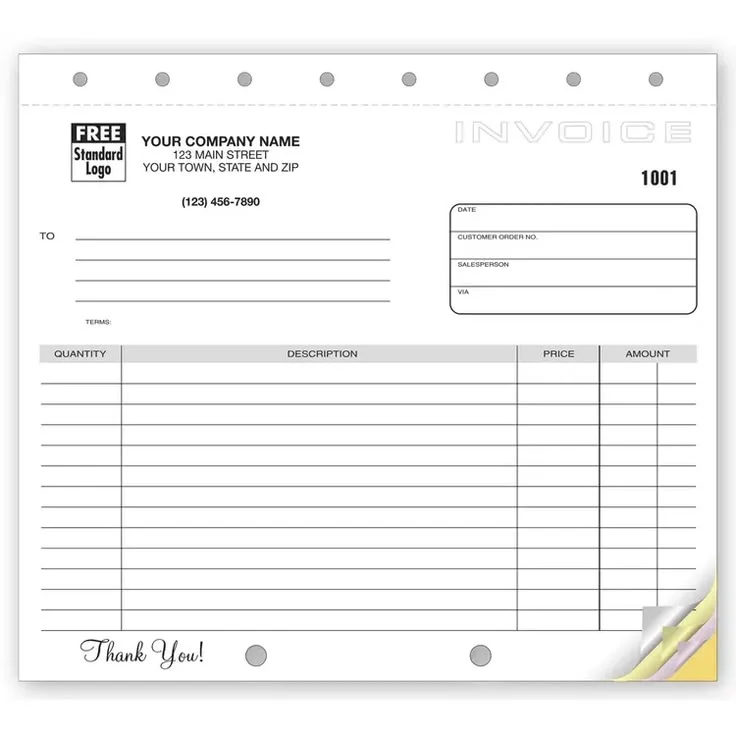 INVOICE
FREE
Standard
Logo
YOUR COMPANY NAME
123 MAIN STREET
YOUR TOWN, STATE AND ZIP
(123) 456-7890
1001
DATE
CUSTOMER ORDER NO.
SALESPERSON
VIA
TO
TERMS:
QUANTITY DESCRIPTION PRICE AMOUNT
Thank You!